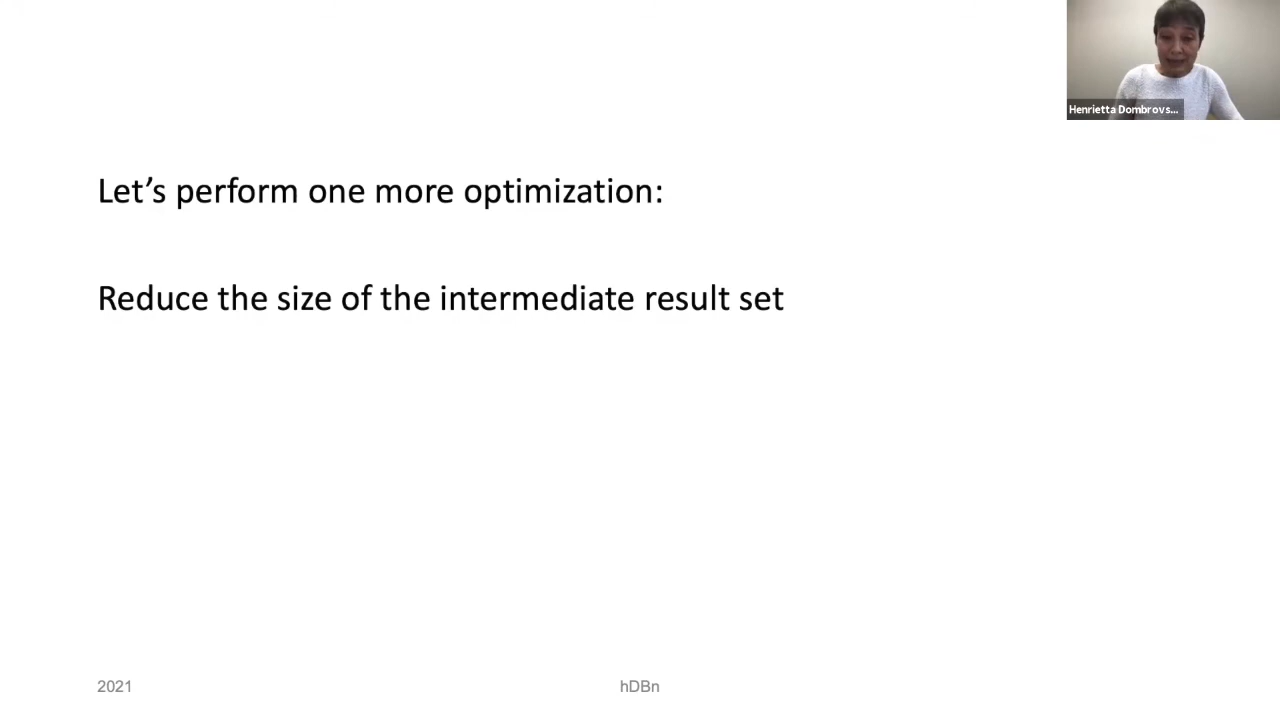 Henrietta Dombrovs...
Let's perform one more optimization:
Reduce the size of the intermediate result set
2021
hDBn